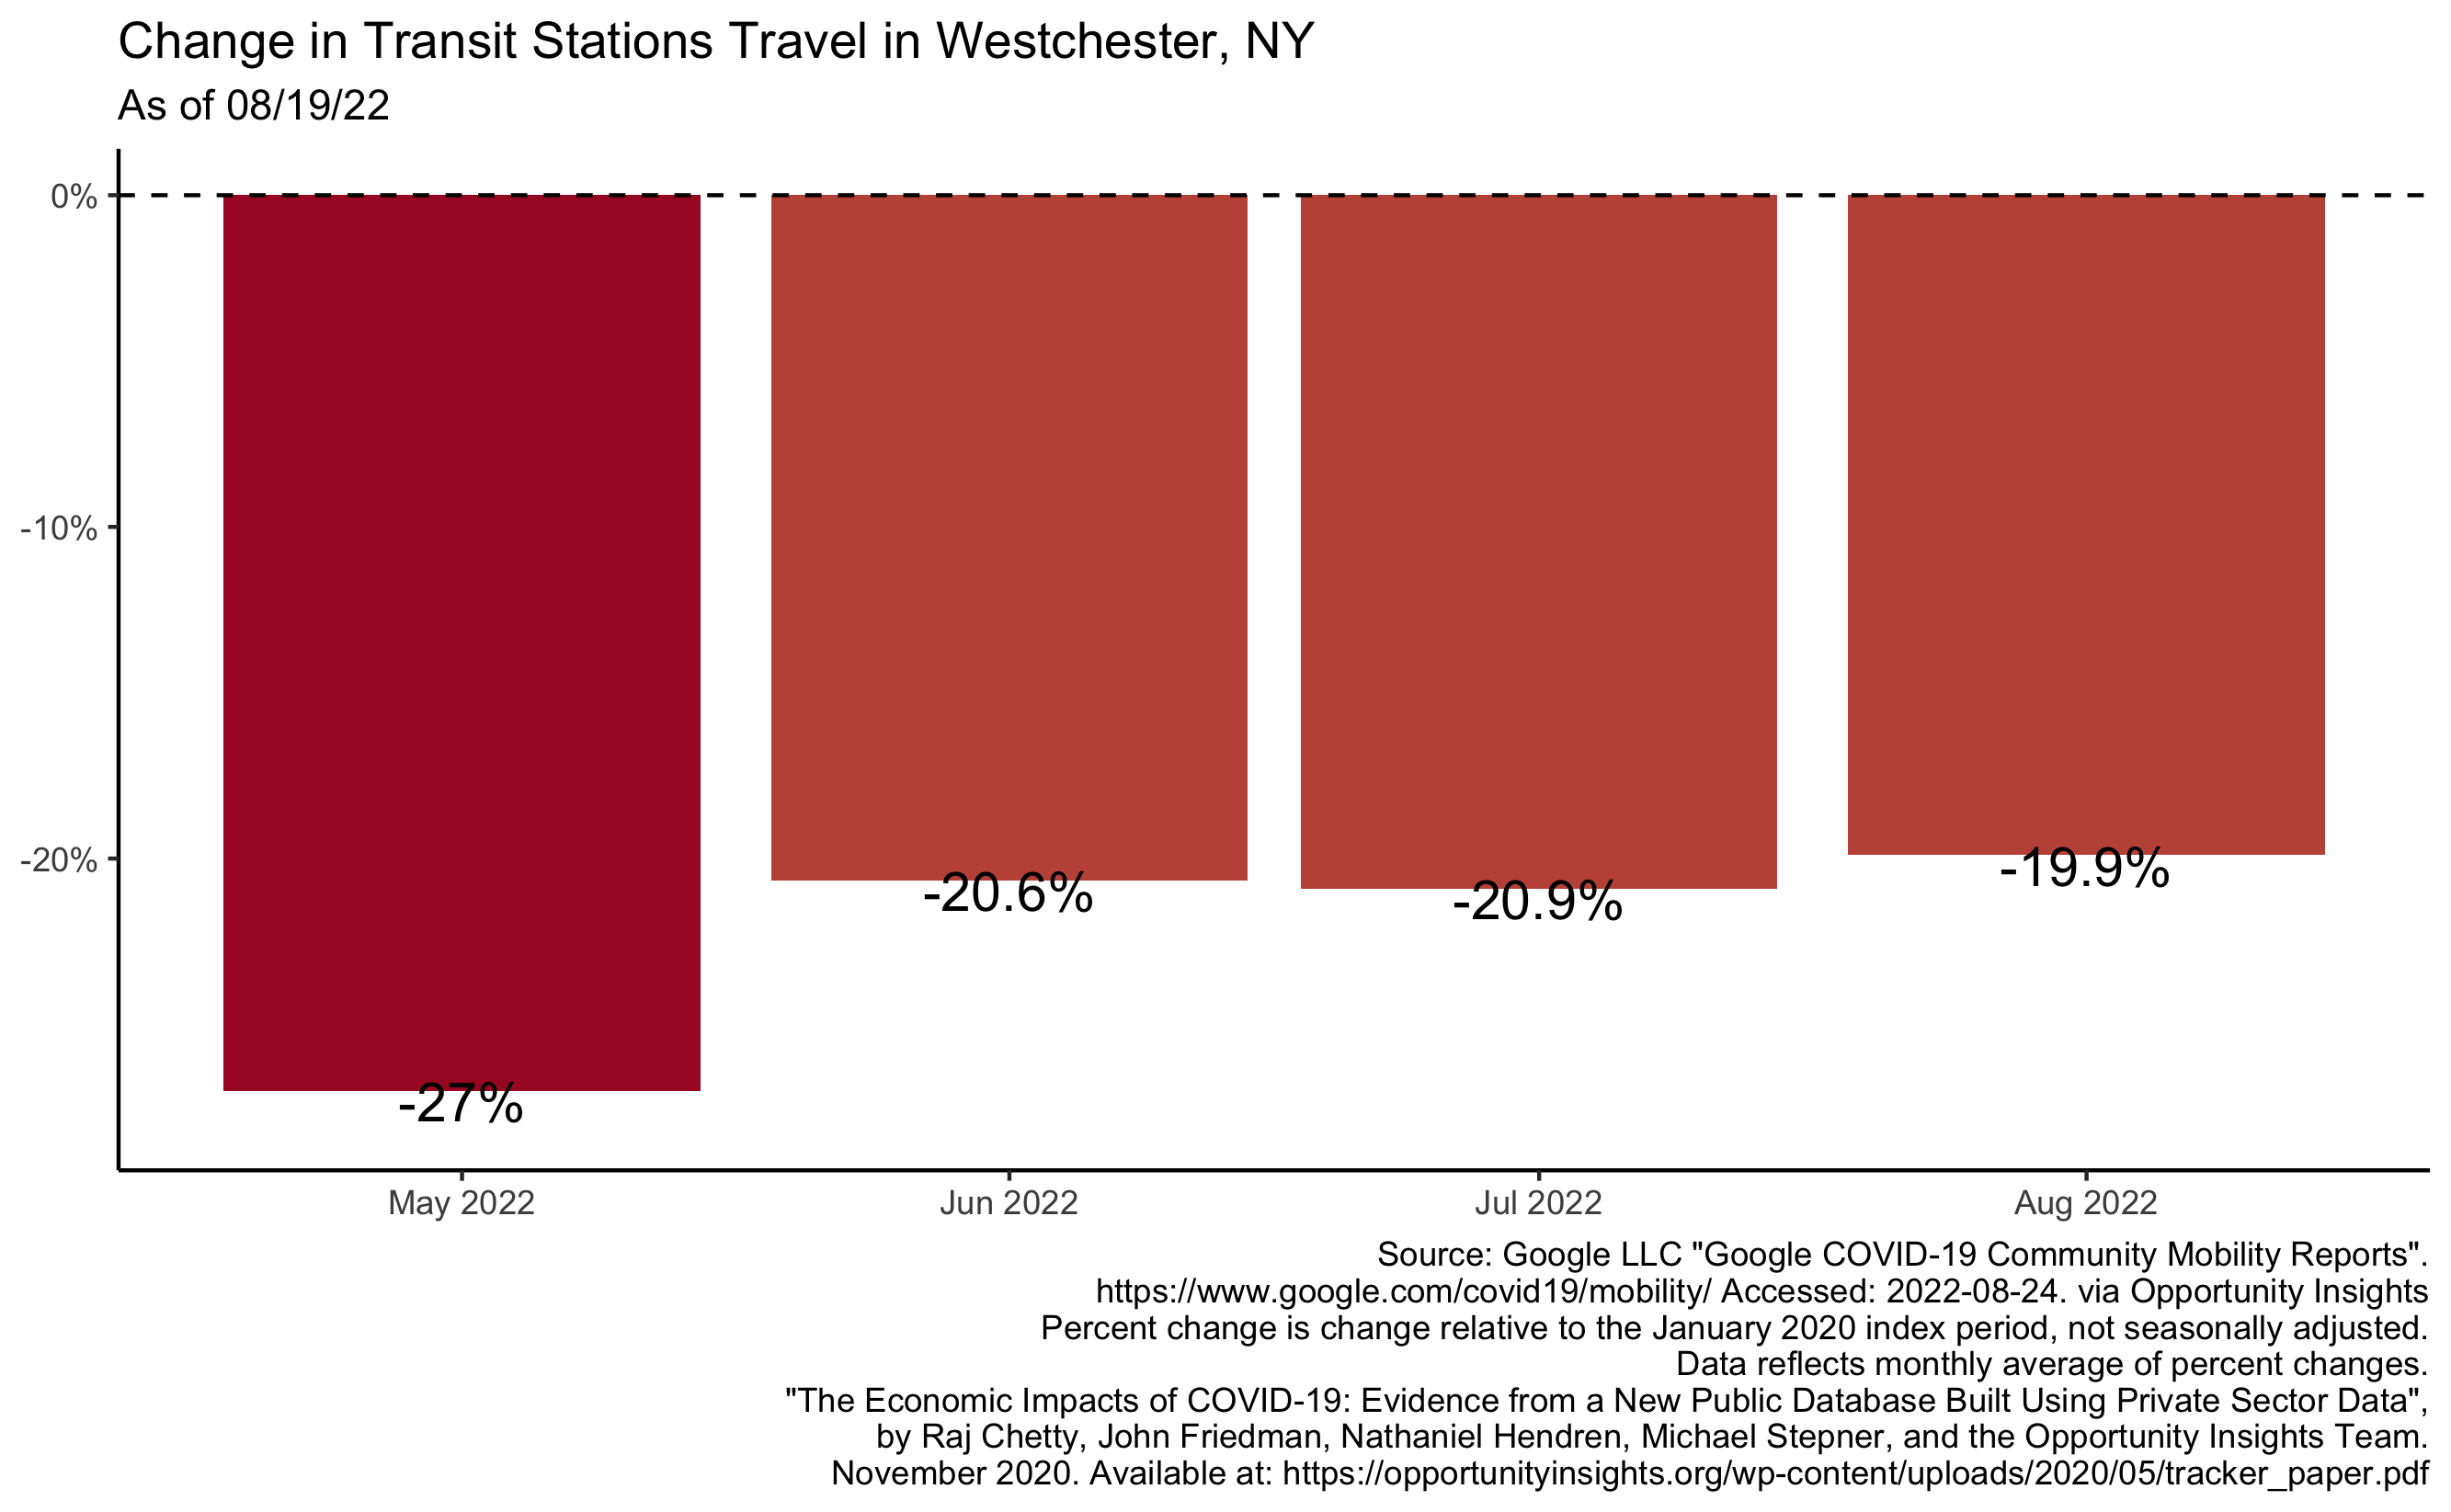 Change in Transit Stations Travel in Westchester, NY
As of 08/19/22
0%
-10%
-20%
-27%
-20.6%
-20.9%
-19.9%
May 2022
Jun 2022
Jul 2022
Aug 2022
Source: Google LLC "Google COVID-19 Community Mobility Reports".
https://www.google.com/covid19/mobility/ Accessed: 2022-08-24. via Opportunity Insights
Percent change is change relative to the January 2020 index period, not seasonally adjusted.
Data reflects monthly average of percent changes.
"The Economic Impacts of COVID-19: Evidence from a New Public Database Built Using Private Sector Data",
by Raj Chetty, John Friedman, Nathaniel Hendren, Michael Stepner, and the Opportunity Insights Team.
November 2020. Available at: https://opportunityinsights.org/wp-content/uploads/2020/05/tracker_paper.pdf